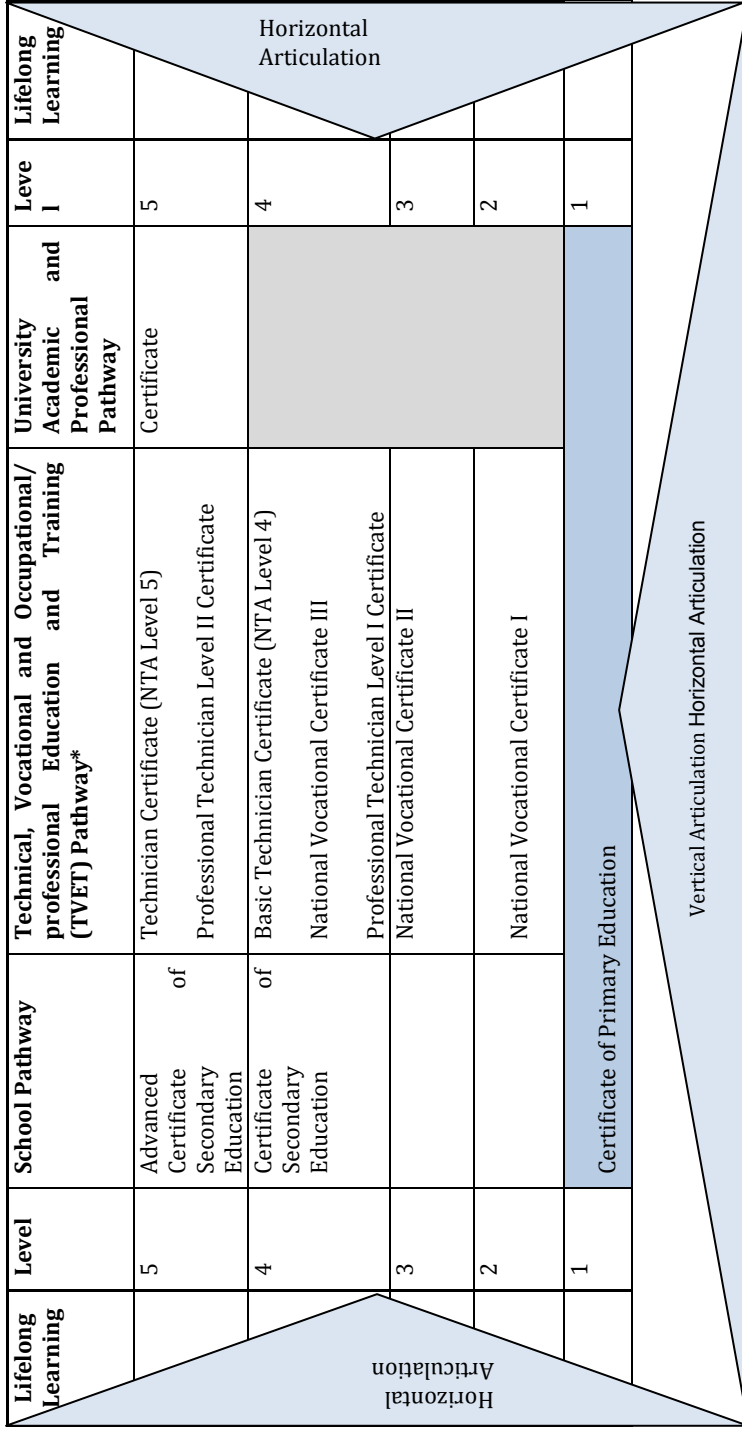 Lifelong
Learning
Level
School Pathway
Technical, Vocational and Occupational/
professional Education and Training
(TVET) Pathway*
University
Academic and
Professional
Pathway
Leve
l
Lifelong
Learning
5
Advanced
Certificate of
Secondary
Education
Technician Certificate (NTA Level 5)
Professional Technician Level II Certificate
Certificate
5
4
Certificate of
Secondary
Education
Basic Technician Certificate (NTA Level 4)
National Vocational Certificate III
Professional Technician Level I Certificate
4
3
National Vocational Certificate II
3
2
National Vocational Certificate I
2
1
Certificate of Primary Education
1
Horizontal
Articulation
Horizontal
Articulation
Vertical Articulation Horizontal Articulation